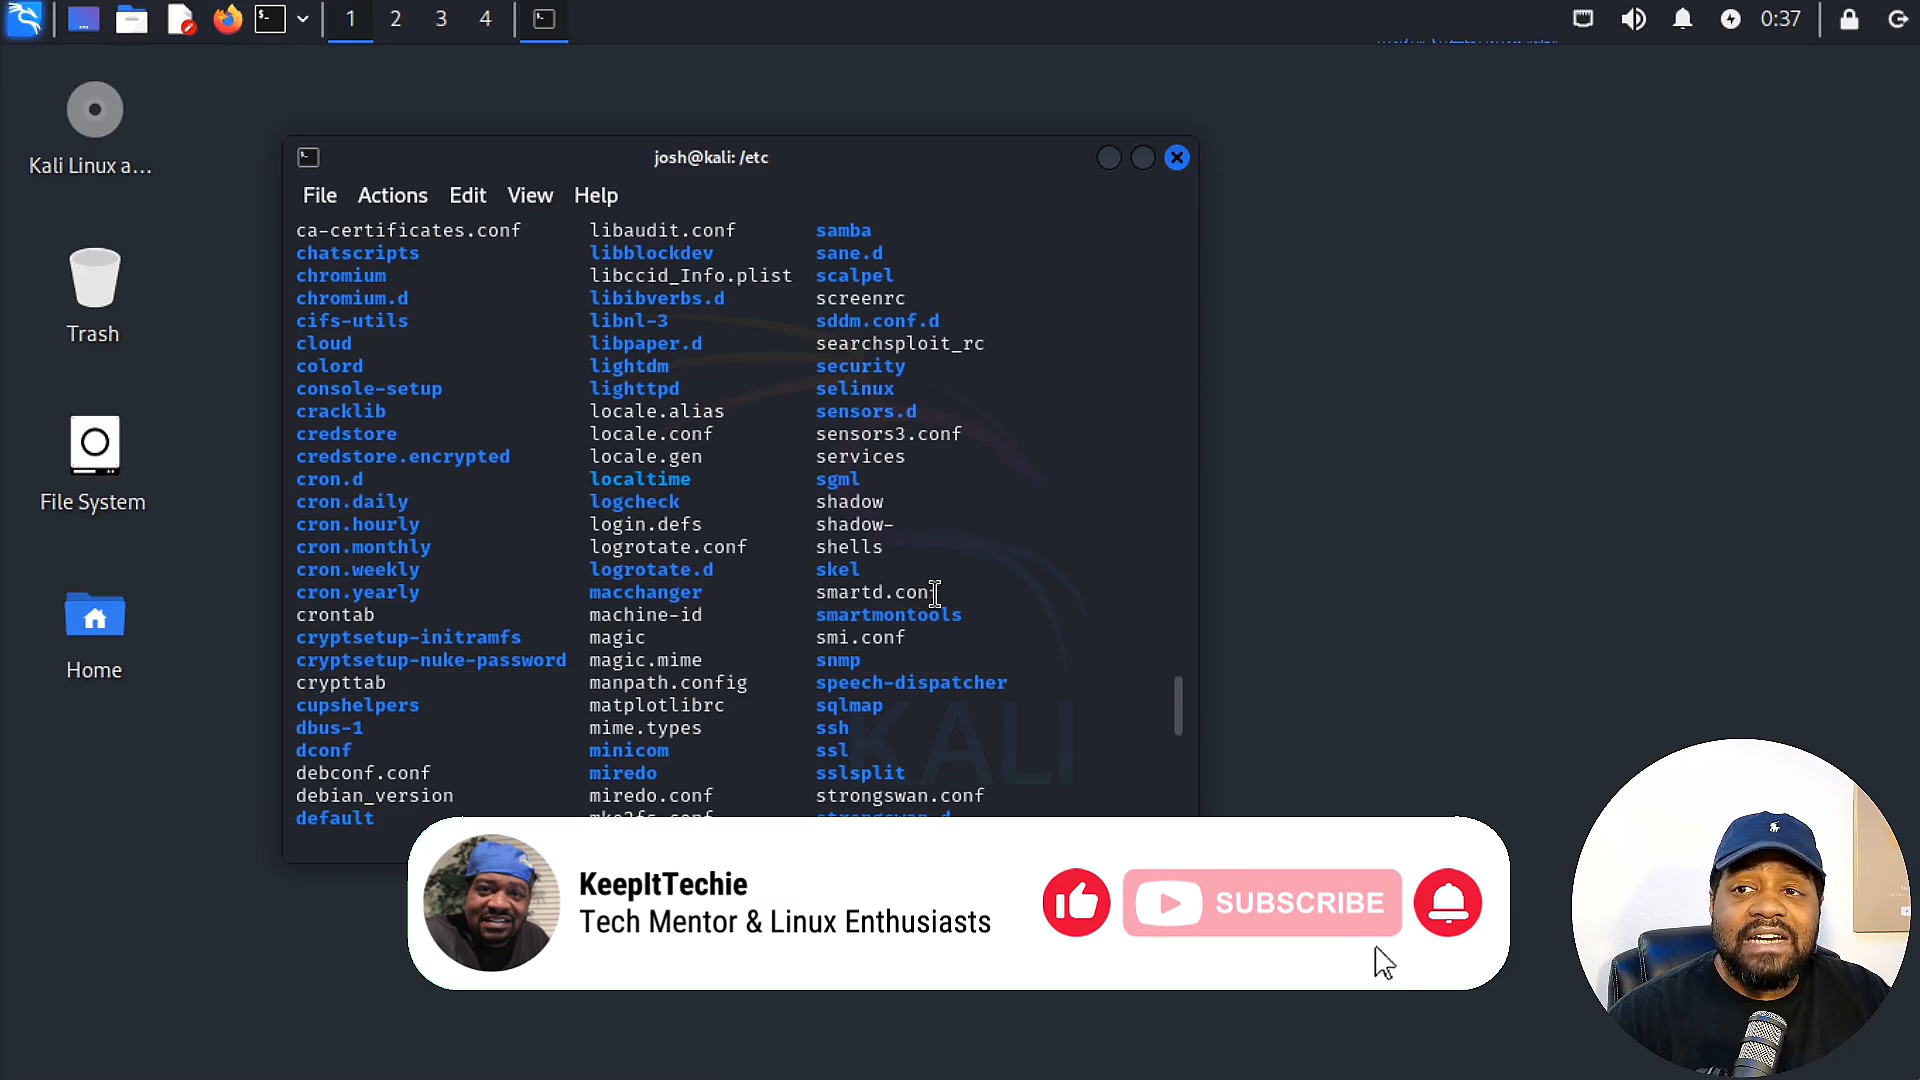 1 2 3 4
0:37
Kali Linux a...
Trash
File System
Home
josh@kali: /etc
File Actions Edit View Help
ca-certificates.conf libaudit.conf samba
chatscripts libblockdev sane.d
chromium libccid_Info.plist scalpel
chromium.d libibverbs.d screenrc
cifs-utils libnl-3 sddm.conf.d
cloud libpaper.d searchsploit_rc
colord lightdm security
console-setup lighttpd selinux
cracklib locale.alias sensors.d
credstore locale.conf sensors3.conf
credstore.encrypted locale.gen services
cron.d localtime sgml
cron.daily logcheck shadow
cron.hourly login.defs shadow-
cron.monthly logrotate.conf shells
cron.weekly logrotate.d skel
cron.yearly macchanger smartd.conf
crontab machine-id smartmontools
cryptsetup-initramfs magic smi.conf
cryptsetup-nuke-password magic.mime snmp
crypttab manpath.config speech-dispatcher
cupshelpers matplotlibrc sqlmap
dbus-1 mime.types ssh
dconf minicom ssl
debconf.conf miredo sslsplit
debian_version miredo.conf strongswan.conf
default mke2fs.conf strongswan.d
KALI
KeepItTechie
Tech Mentor & Linux Enthusiasts
SUBSCRIBE